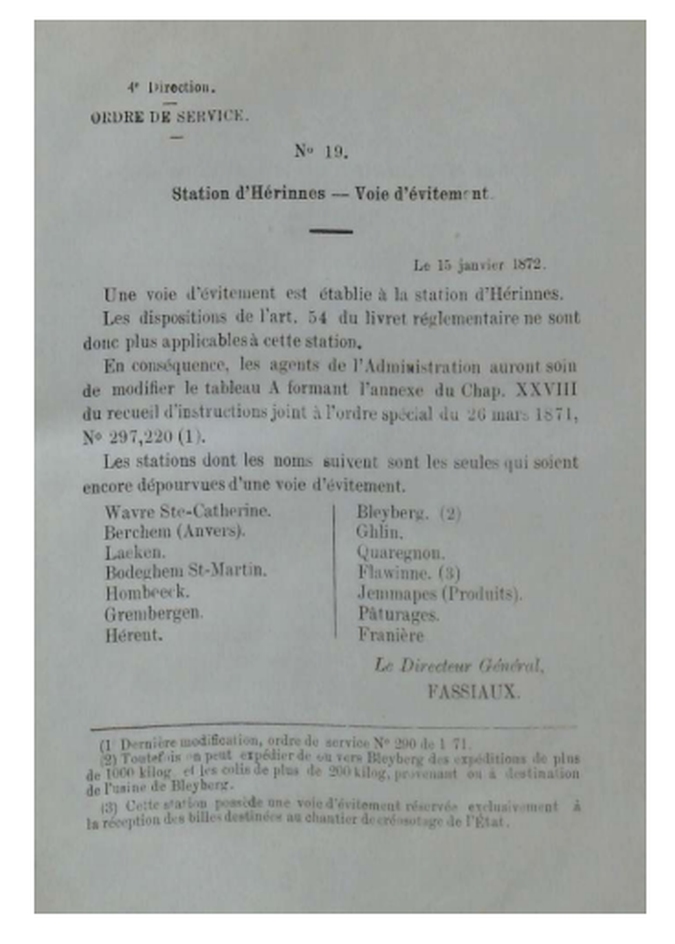 4e Direction.
ORDRE DE SERVICE.
No 19.
Station d'Hérinnes — Voie d'évitement.
Le 15 janvier 1872.
Une voie d'évitement est établie à la station d'Hérinnes.
Les dispositions de l'art. 54 du livret réglementaire ne sont
donc plus applicables à cette station.
En conséquence, les agents de l'Administration auront soin
de modifier le tableau A formant l'annexe du Chap. XXVIII
du recueil d'instructions joint à l'ordre spécial du 26 mars 1871,
No 297,220 (1).
Les stations dont les noms suivent sont les seules qui soient
encore dépourvues d'une voie d'évitement.
Wavre Ste-Catherine.
Berchem (Anvers).
Laeken.
Bodeghem St-Martin.
Hombeeck.
Grembergen.
Hérent.
Bleyberg. (2)
Ghlin.
Quaregnon.
Flawinne. (3)
Jemmapes (Produits).
Pâturages.
Franière
Le Directeur Général,
FASSIAUX.
(1 Dernière modification, ordre de service No 290 de 1 71.
(2) Toutefois on peut expédier de ou vers Bleyberg des expéditions de plus
de 1000 kilog. et les colis de plus de 200 kilog, provenant ou à destination
de l'usine de Bleyberg.
(3) Cette station possède une voie d'évitement réservée exclusivement à
la réception des billes destinées au chantier de créosotage de l'État.